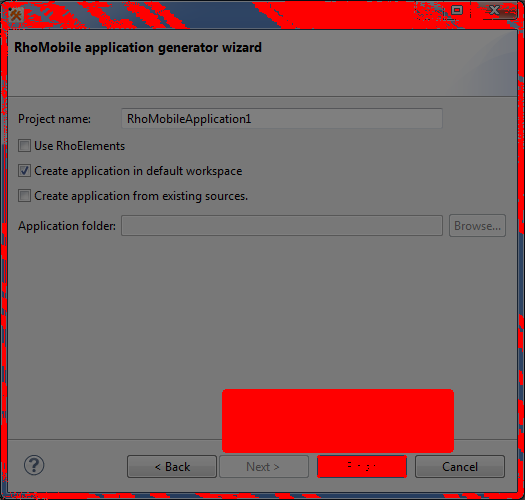 RhoMobile application generator wizard
Project name: RhoMobileApplication1
Use RhoElements
Create application in default workspace
Create application from existing sources.
Application folder: Browse...
? < Back Next > Cancel